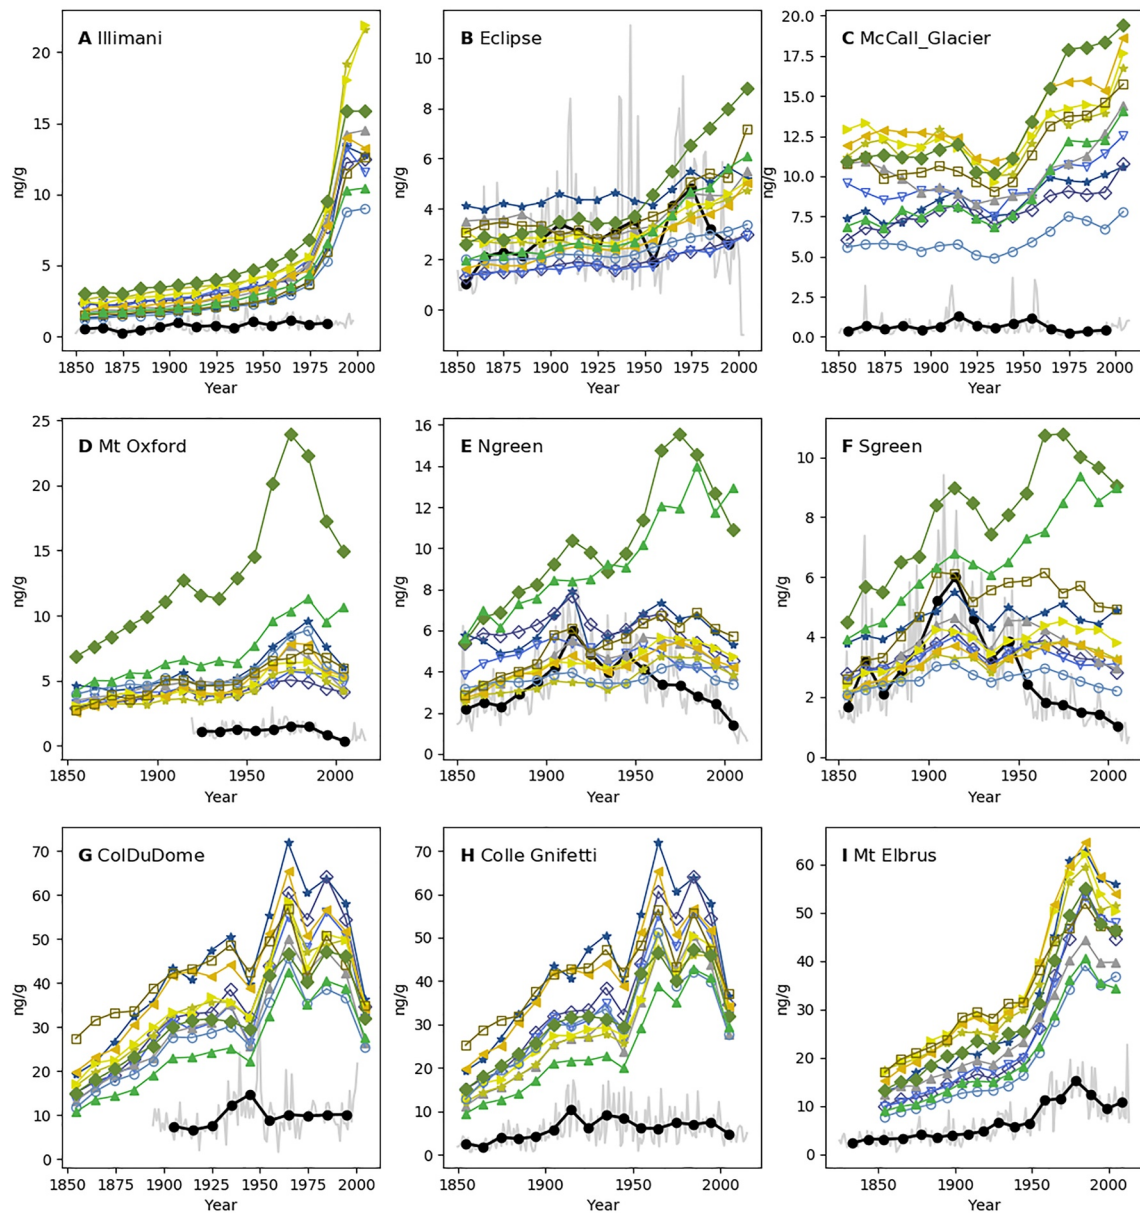 A Illimani
20
15
10
5
0
ng/g
1850 1875 1900 1925 1950 1975 2000
Year
B Eclipse
10
8
6
4
2
0
ng/g
1850 1875 1900 1925 1950 1975 2000
Year
C McCall_Glacier
20.0
17.5
15.0
12.5
10.0
7.5
5.0
2.5
0.0
ng/g
1850 1875 1900 1925 1950 1975 2000
Year
D Mt Oxford
25
20
15
10
5
0
ng/g
1850 1900 1950 2000
Year
E Ngreen
16
14
12
10
8
6
4
2
0
ng/g
1850 1900 1950 2000
Year
F Sgreen
10
8
6
4
2
0
ng/g
1850 1900 1950 2000
Year
G ColDuDome
70
60
50
40
30
20
10
0
ng/g
1850 1875 1900 1925 1950 1975 2000
Year
H Colle Gnifetti
70
60
50
40
30
20
10
0
ng/g
1850 1900 1950 2000
Year
I Mt Elbrus
60
50
40
30
20
10
0
ng/g
1850 1900 1950 2000
Year